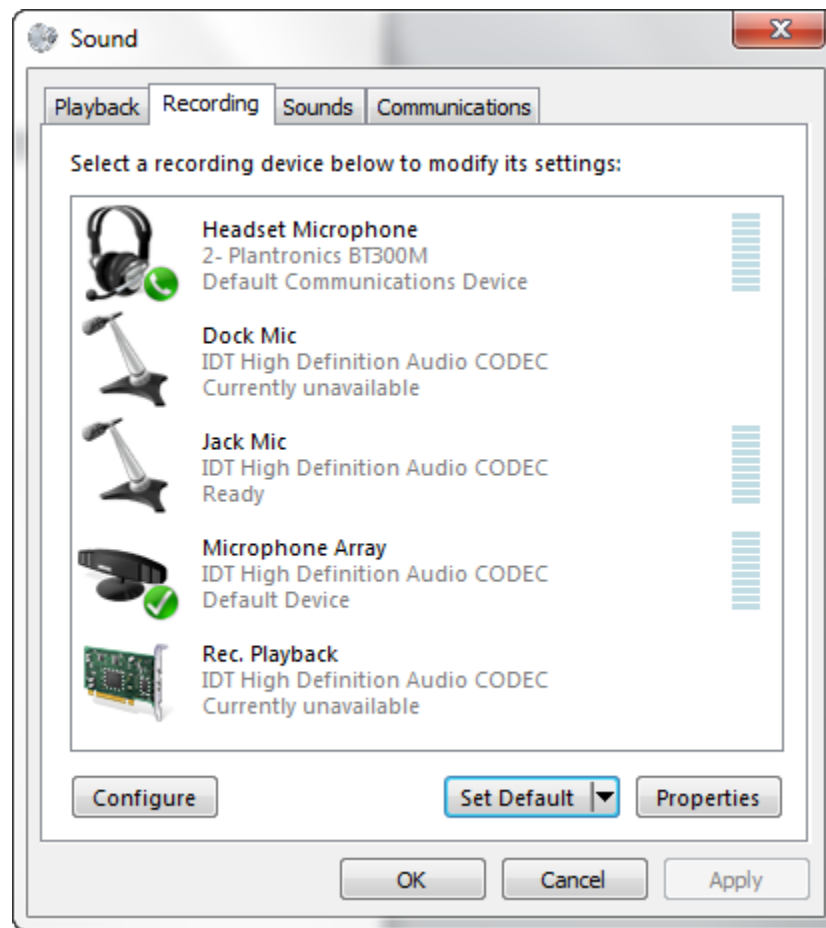 Sound
Playback Recording Sounds Communications
Select a recording device below to modify its settings:
Headset Microphone
2- Plantronics BT300M
Default Communications Device
Dock Mic
IDT High Definition Audio CODEC
Currently unavailable
Jack Mic
IDT High Definition Audio CODEC
Ready
Microphone Array
IDT High Definition Audio CODEC
Default Device
Rec. Playback
IDT High Definition Audio CODEC
Currently unavailable
Configure Set Default Properties
OK Cancel Apply